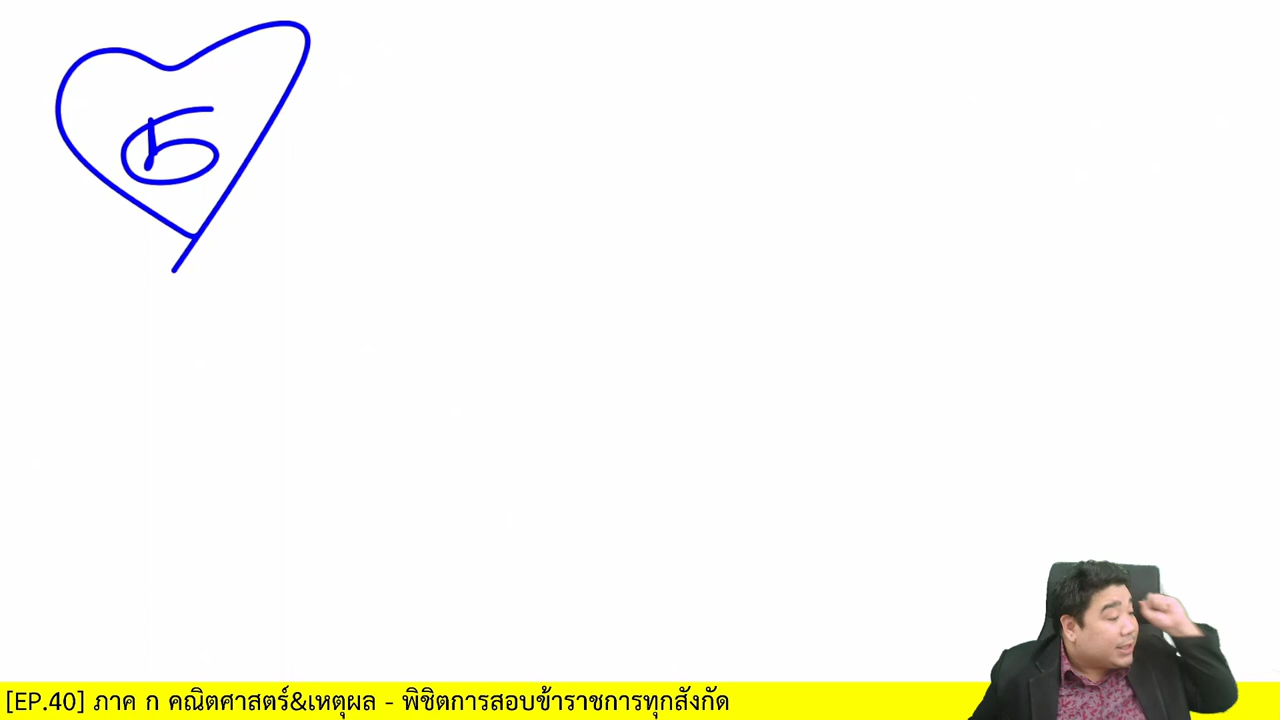 [EP.40] ภาค ก คณิตศาสตร์&เหตุผล - พิชิตการสอบข้าราชการทุกสังกัด